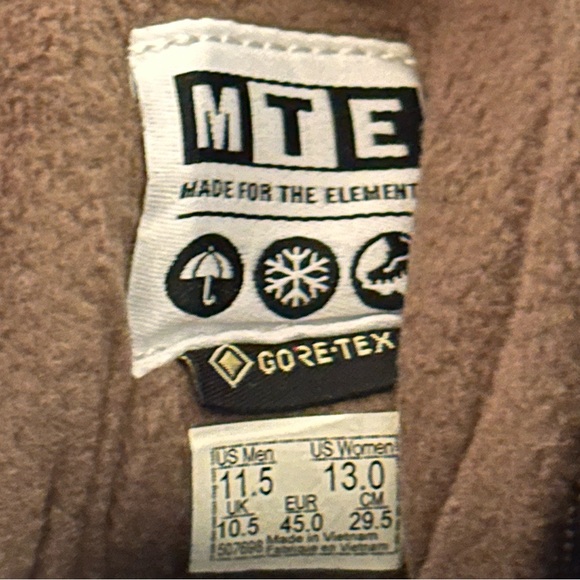 MTE
MADE FOR THE ELEMENT
GORE-TEX
US Men US Women
11.5 13.0
UK EUR CM
10.5 45.0 29.5
507698 Made in Vietnam
Fabriqué en Vietnam